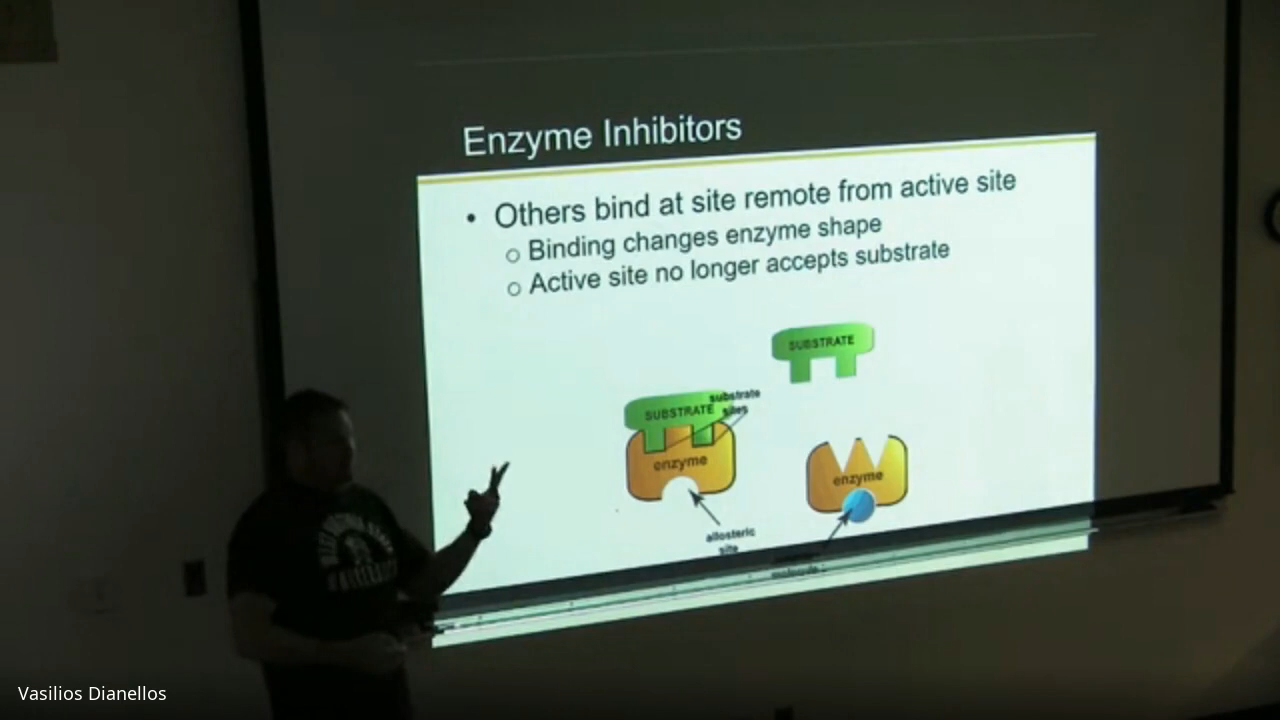 Enzyme Inhibitors
• Others bind at site remote from active site
o Binding changes enzyme shape
o Active site no longer accepts substrate
SUBSTRATE
SUBSTRATE
substrate
sites
enzyme
enzyme
allosteric
site
Vasilios Dianellos